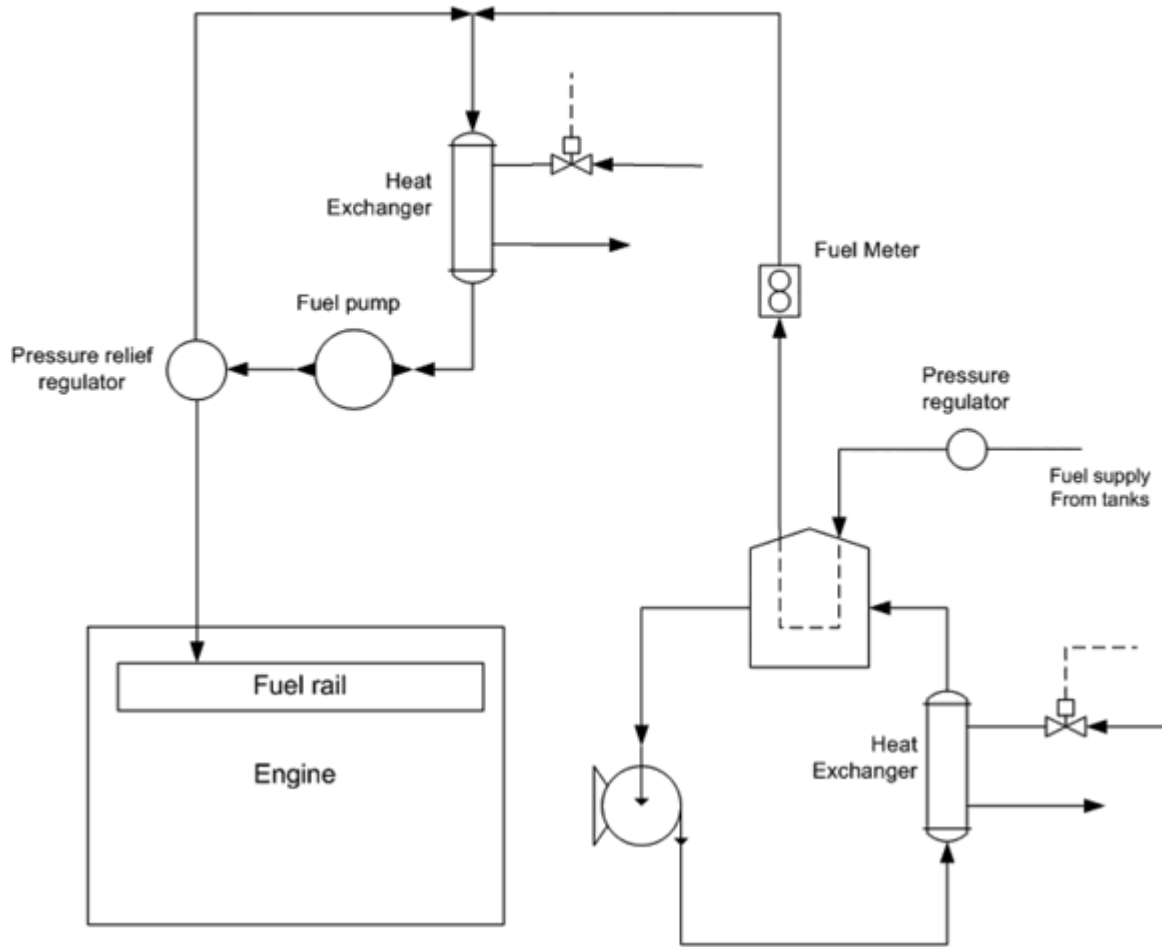 Heat
Exchanger
Fuel Meter
Fuel pump
Pressure relief
regulator
Pressure
regulator
Fuel supply
From tanks
Fuel rail
Heat
Exchanger
Engine